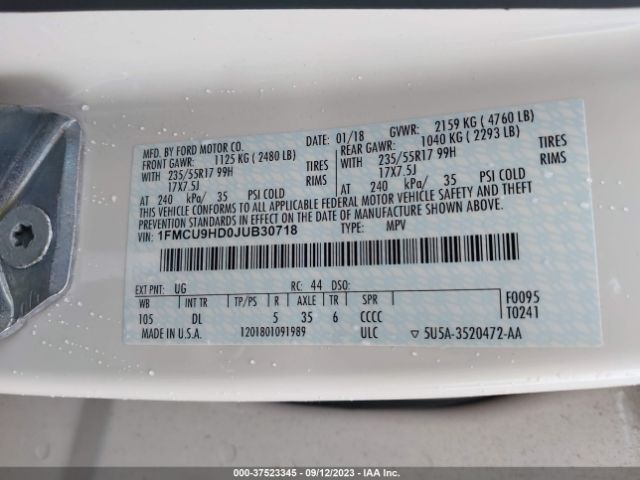 MFD. BY FORD MOTOR CO. DATE: 01/18 GVWR: 2159 KG ( 4760 LB)
FRONT GAWR: 1125 KG ( 2480 LB) REAR GAWR: 1040 KG ( 2293 LB)
WITH 235/55R17 99H TIRES WITH 235/55R17 99H TIRES
17X7.5J RIMS 17X7.5J RIMS
AT 240 kPa/ 35 PSI COLD AT 240 kPa/ 35 PSI COLD
THIS VEHICLE CONFORMS TO ALL APPLICABLE FEDERAL MOTOR VEHICLE SAFETY AND THEFT
PREVENTION STANDARDS IN EFFECT ON THE DATE OF MANUFACTURE SHOWN ABOVE.
VIN: 1FMCU9HD0JUB30718 TYPE: MPV
EXT PNT: UG RC: 44 DSO: F0095
WB INT TR TP/PS R AXLE TR SPR T0241
105 DL 5 35 6 CCCC
MADE IN U.S.A. 1201801091989 ULC ▽ 5U5A-3520472-AA
000-37523345 - 09/12/2023 - IAA Inc.